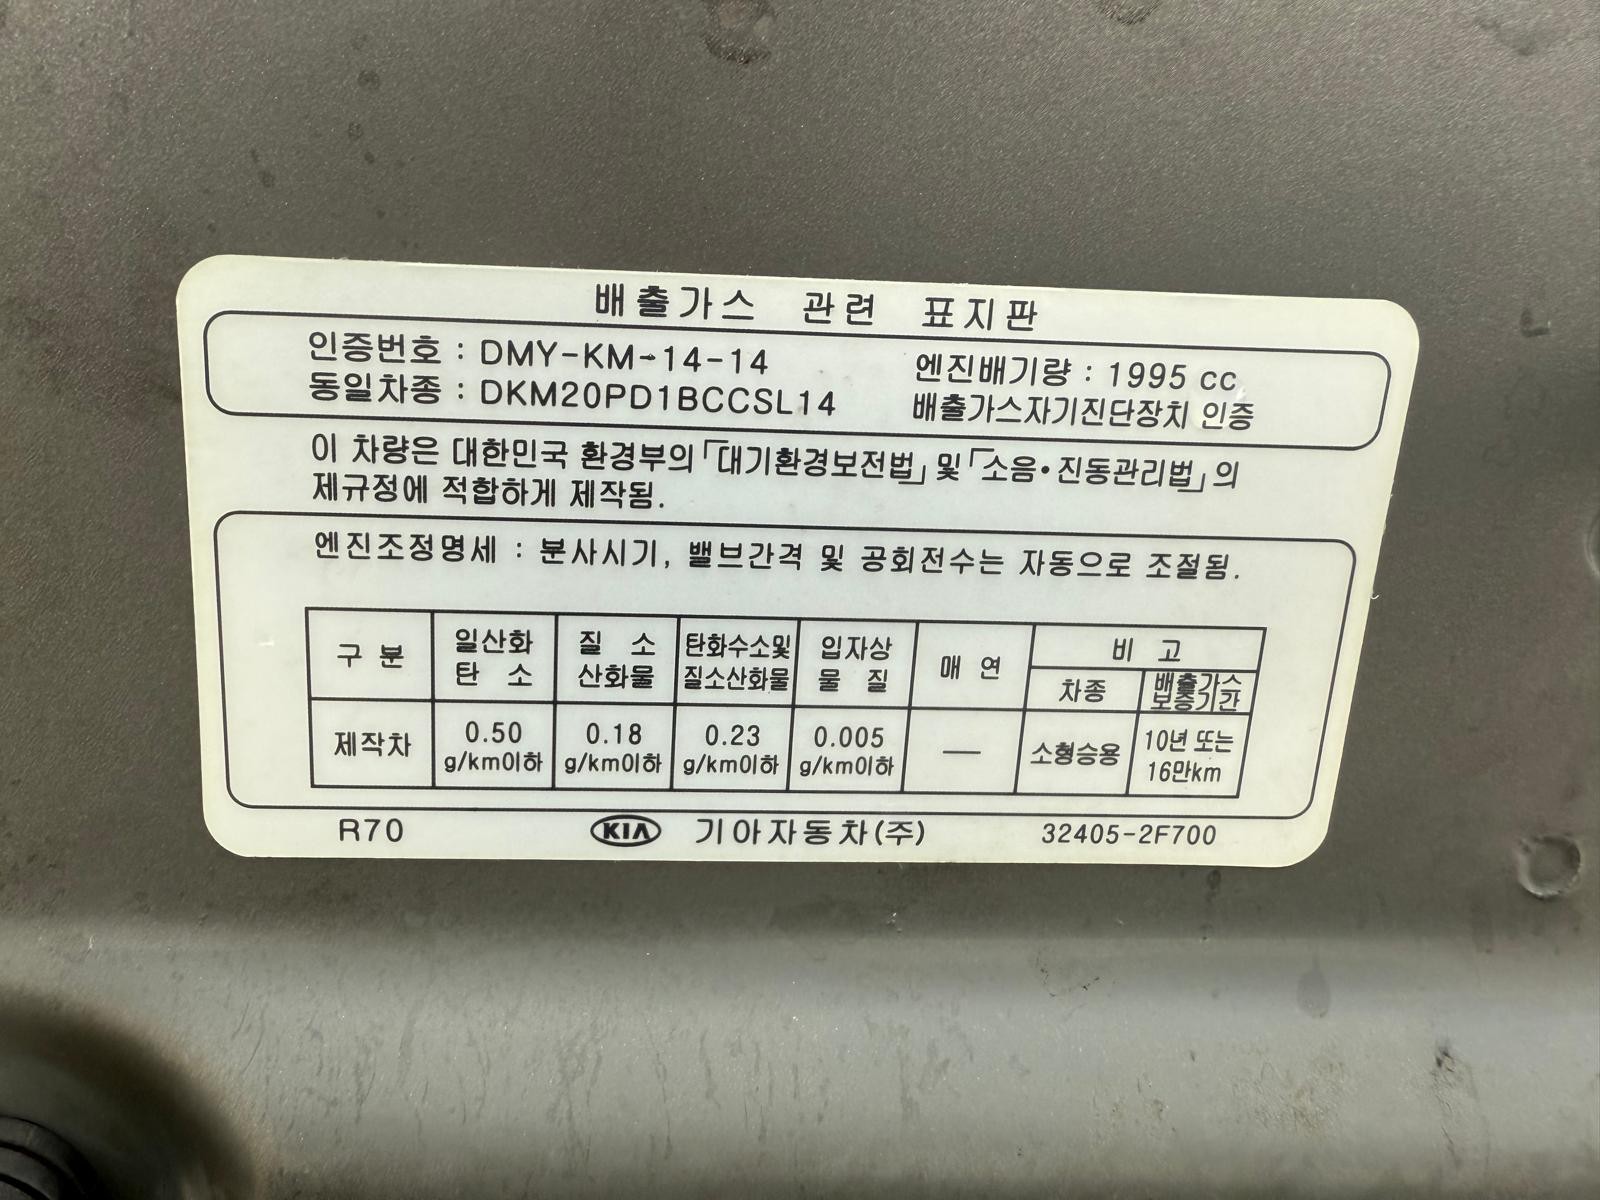 배출가스 관련 표지판
인증번호 : DMY-KM-14-14
엔진배기량 : 1995 cc
동일차종 : DKM20PD1BCCSL14
배출가스자기진단장치 인증
이 차량은 대한민국 환경부의 「대기환경보전법」 및 「소음·진동관리법」의
제규정에 적합하게 제작됨.
엔진조정명세 : 분사시기, 밸브간격 및 공회전수는 자동으로 조절됨.
구 분 일산화 탄 소 질 소 산화물 탄화수소및 질소산화물 입자상 물 질 매 연 비 고
차종 배출가스 보증기간
제작차 0.50 g/km이하 0.18 g/km이하 0.23 g/km이하 0.005 g/km이하 — 소형승용 10년 또는 16만km
R70 KIA 기아자동차(주) 32405-2F700